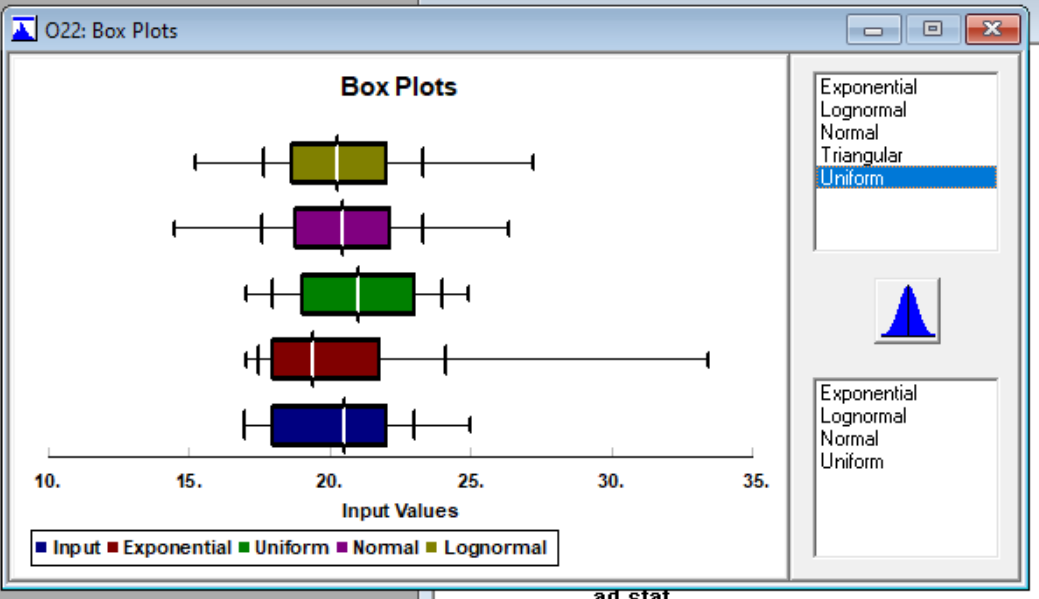 O22: Box Plots
Box Plots
10. 15. 20. 25. 30. 35.
Input Values
Input Exponential Uniform Normal Lognormal
Exponential
Lognormal
Normal
Triangular
Uniform
Exponential
Lognormal
Normal
Uniform
ad stat